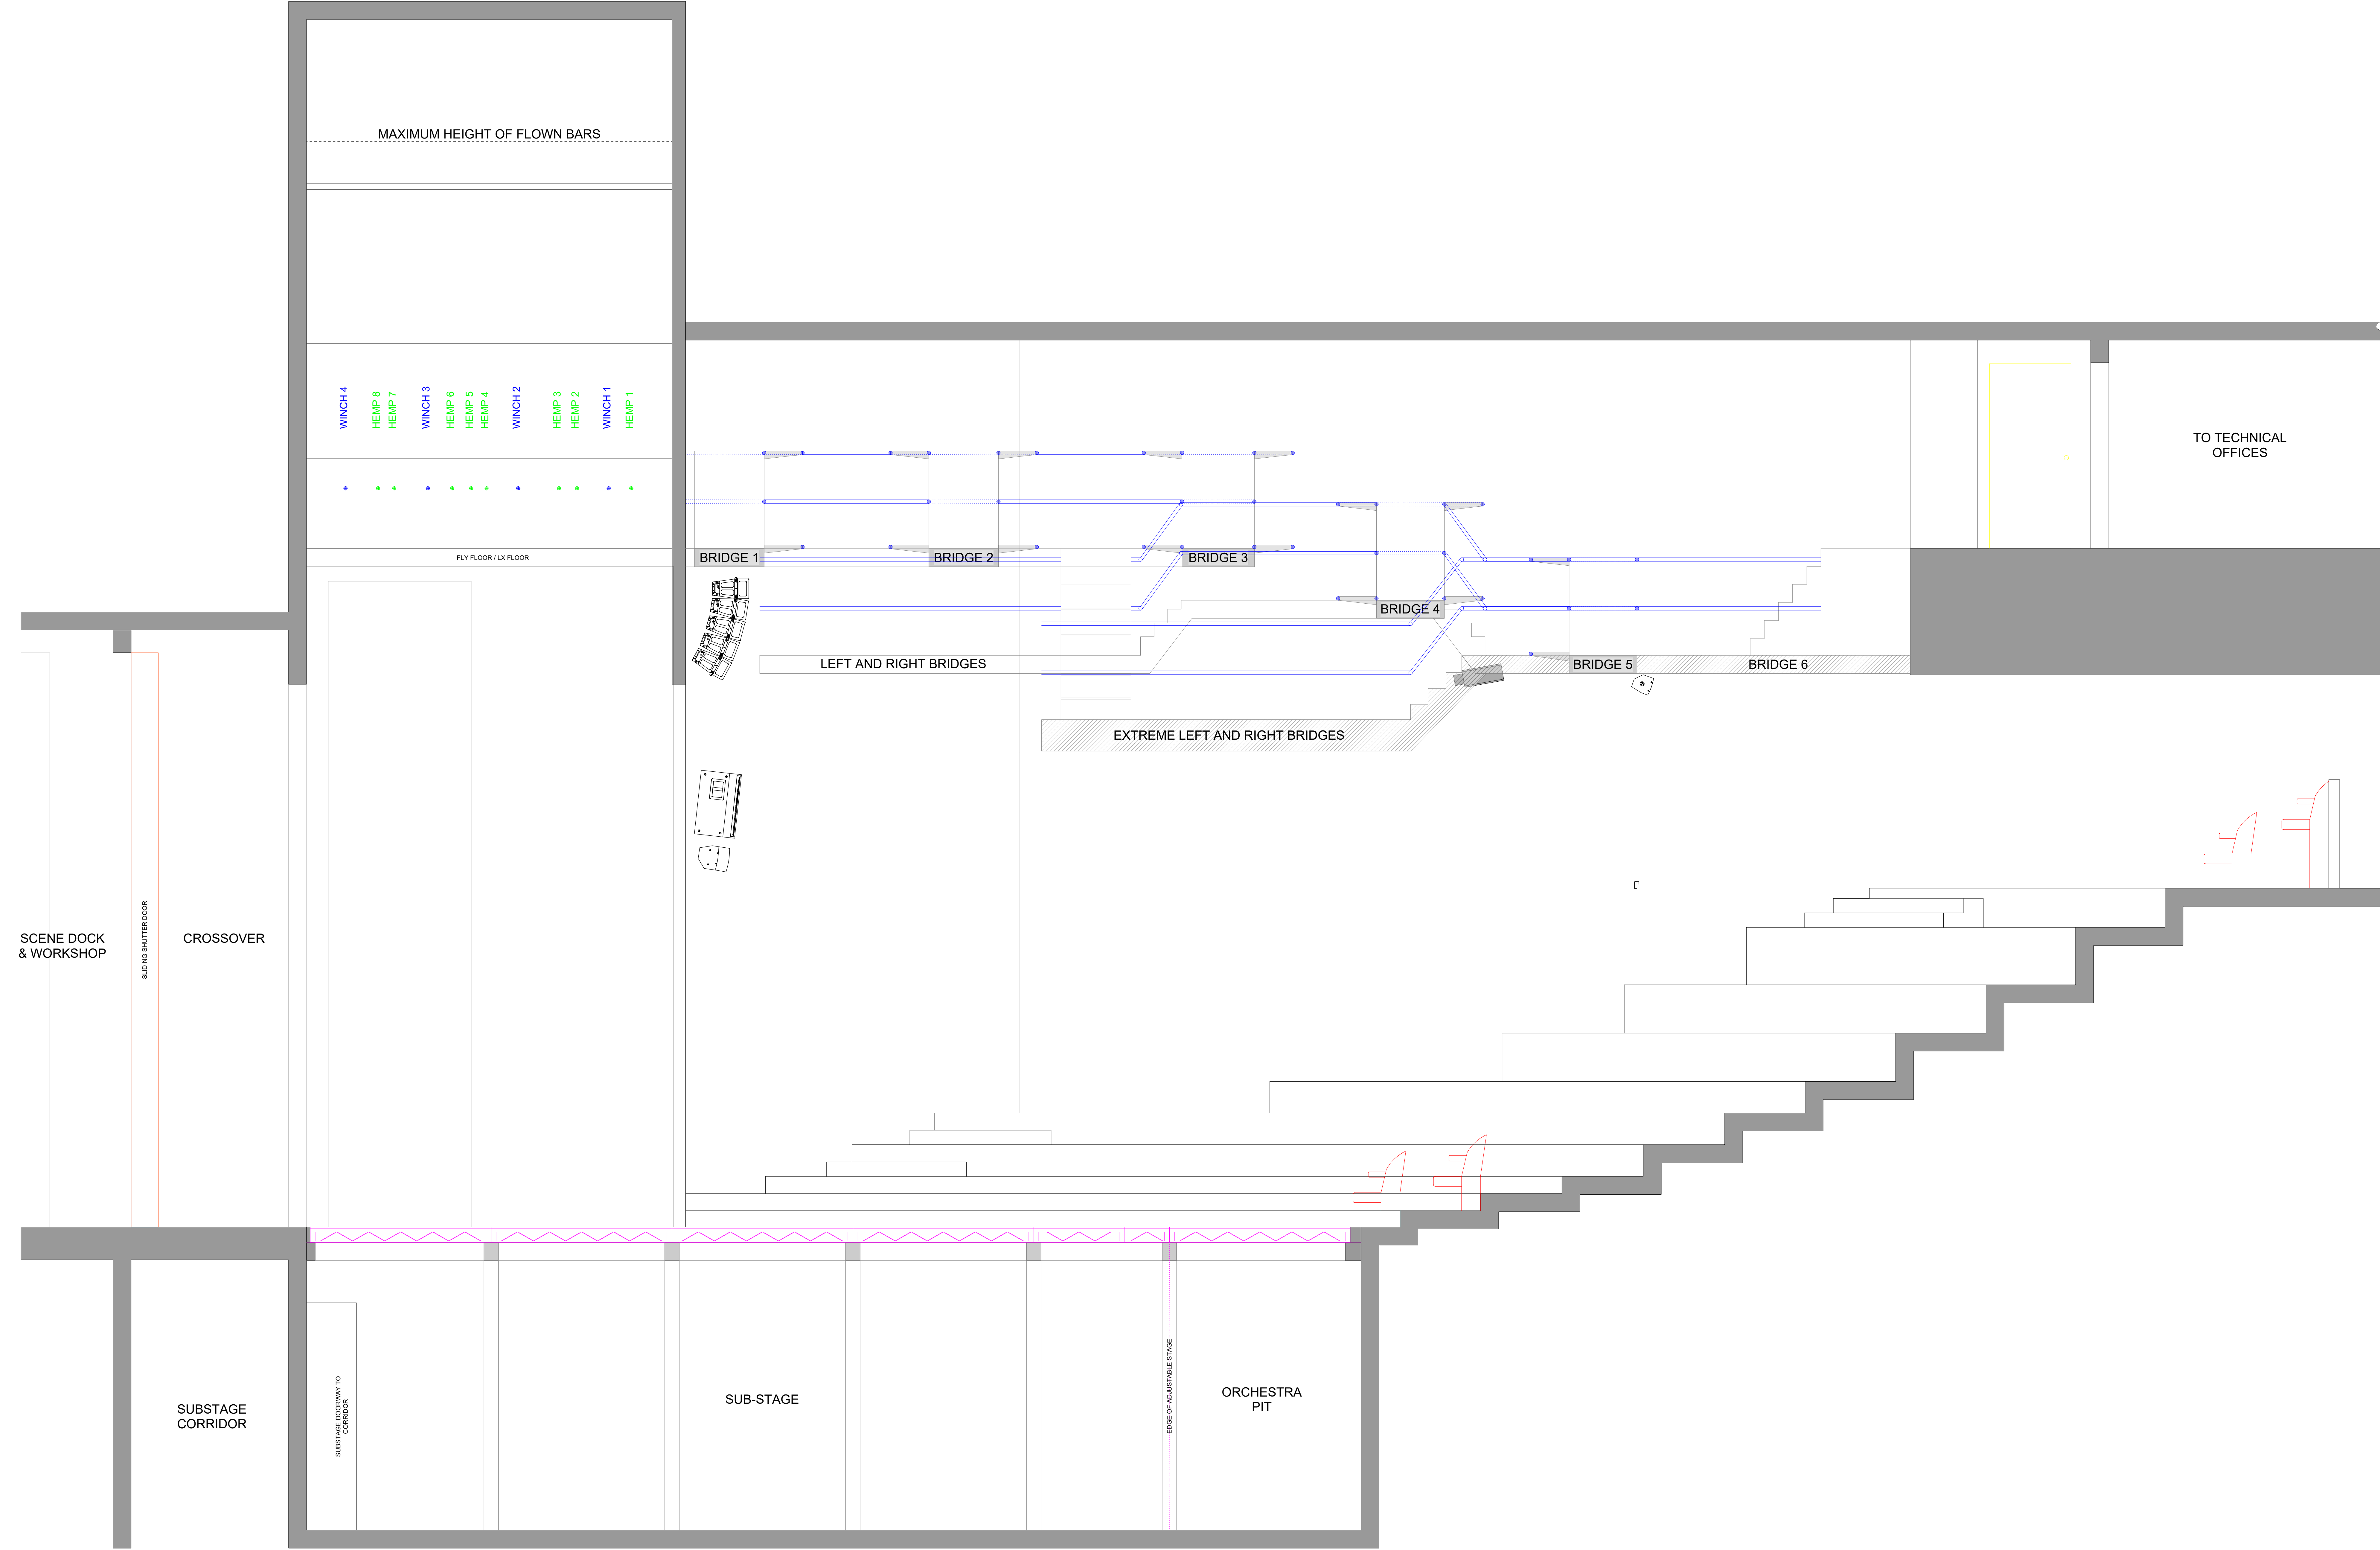 MAXIMUM HEIGHT OF FLOWN BARS
WINCH 4
HEMP 8
HEMP 7
WINCH 3
HEMP 6
HEMP 5
HEMP 4
WINCH 2
HEMP 3
HEMP 2
WINCH 1
HEMP 1
TO TECHNICAL
OFFICES
FLY FLOOR / LX FLOOR
BRIDGE 1
BRIDGE 2
BRIDGE 3
BRIDGE 4
LEFT AND RIGHT BRIDGES
BRIDGE 5
BRIDGE 6
EXTREME LEFT AND RIGHT BRIDGES
SCENE DOCK
& WORKSHOP
SLIDING SHUTTER DOOR
CROSSOVER
SUBSTAGE
CORRIDOR
SUBSTAGE DOORWAY TO
CORRIDOR
SUB-STAGE
EDGE OF ADJUSTABLE STAGE
ORCHESTRA
PIT